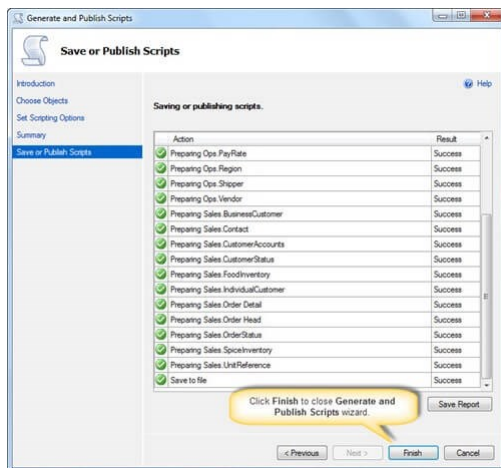 Generate and Publish Scripts
Save or Publish Scripts
Introduction
Choose Objects
Set Scripting Options
Summary
Save or Publish Scripts
Help
Saving or publishing scripts.
Action Result
Preparing Ops.PayRate Success
Preparing Ops.Region Success
Preparing Ops.Shipper Success
Preparing Ops.Vendor Success
Preparing Sales.BusinessCustomer Success
Preparing Sales.Contact Success
Preparing Sales.CustomerAccounts Success
Preparing Sales.CustomerStatus Success
Preparing Sales.FoodInventory Success
Preparing Sales.IndividualCustomer Success
Preparing Sales.Order Detail Success
Preparing Sales.Order Head Success
Preparing Sales.OrderStatus Success
Preparing Sales.SpiceInventory Success
Preparing Sales.UnitReference Success
Save to file Success
Click Finish to close Generate and
Publish Scripts wizard.
Save Report
< Previous Next > Finish Cancel